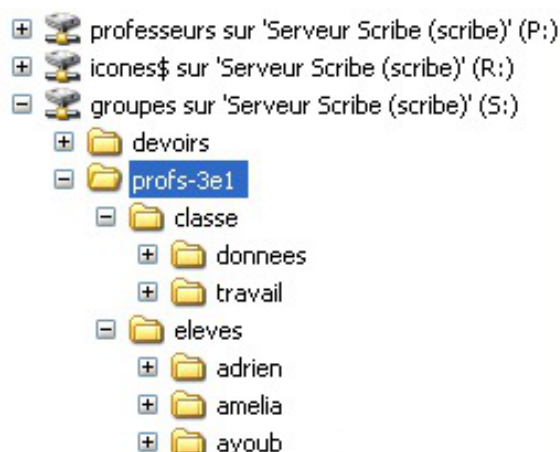 professeurs sur 'Serveur Scribe (scribe)' (P:)
icones$ sur 'Serveur Scribe (scribe)' (R:)
groupes sur 'Serveur Scribe (scribe)' (S:)
devoirs
profs-3e1
classe
donnees
travail
eleves
adrien
amelia
ayoub